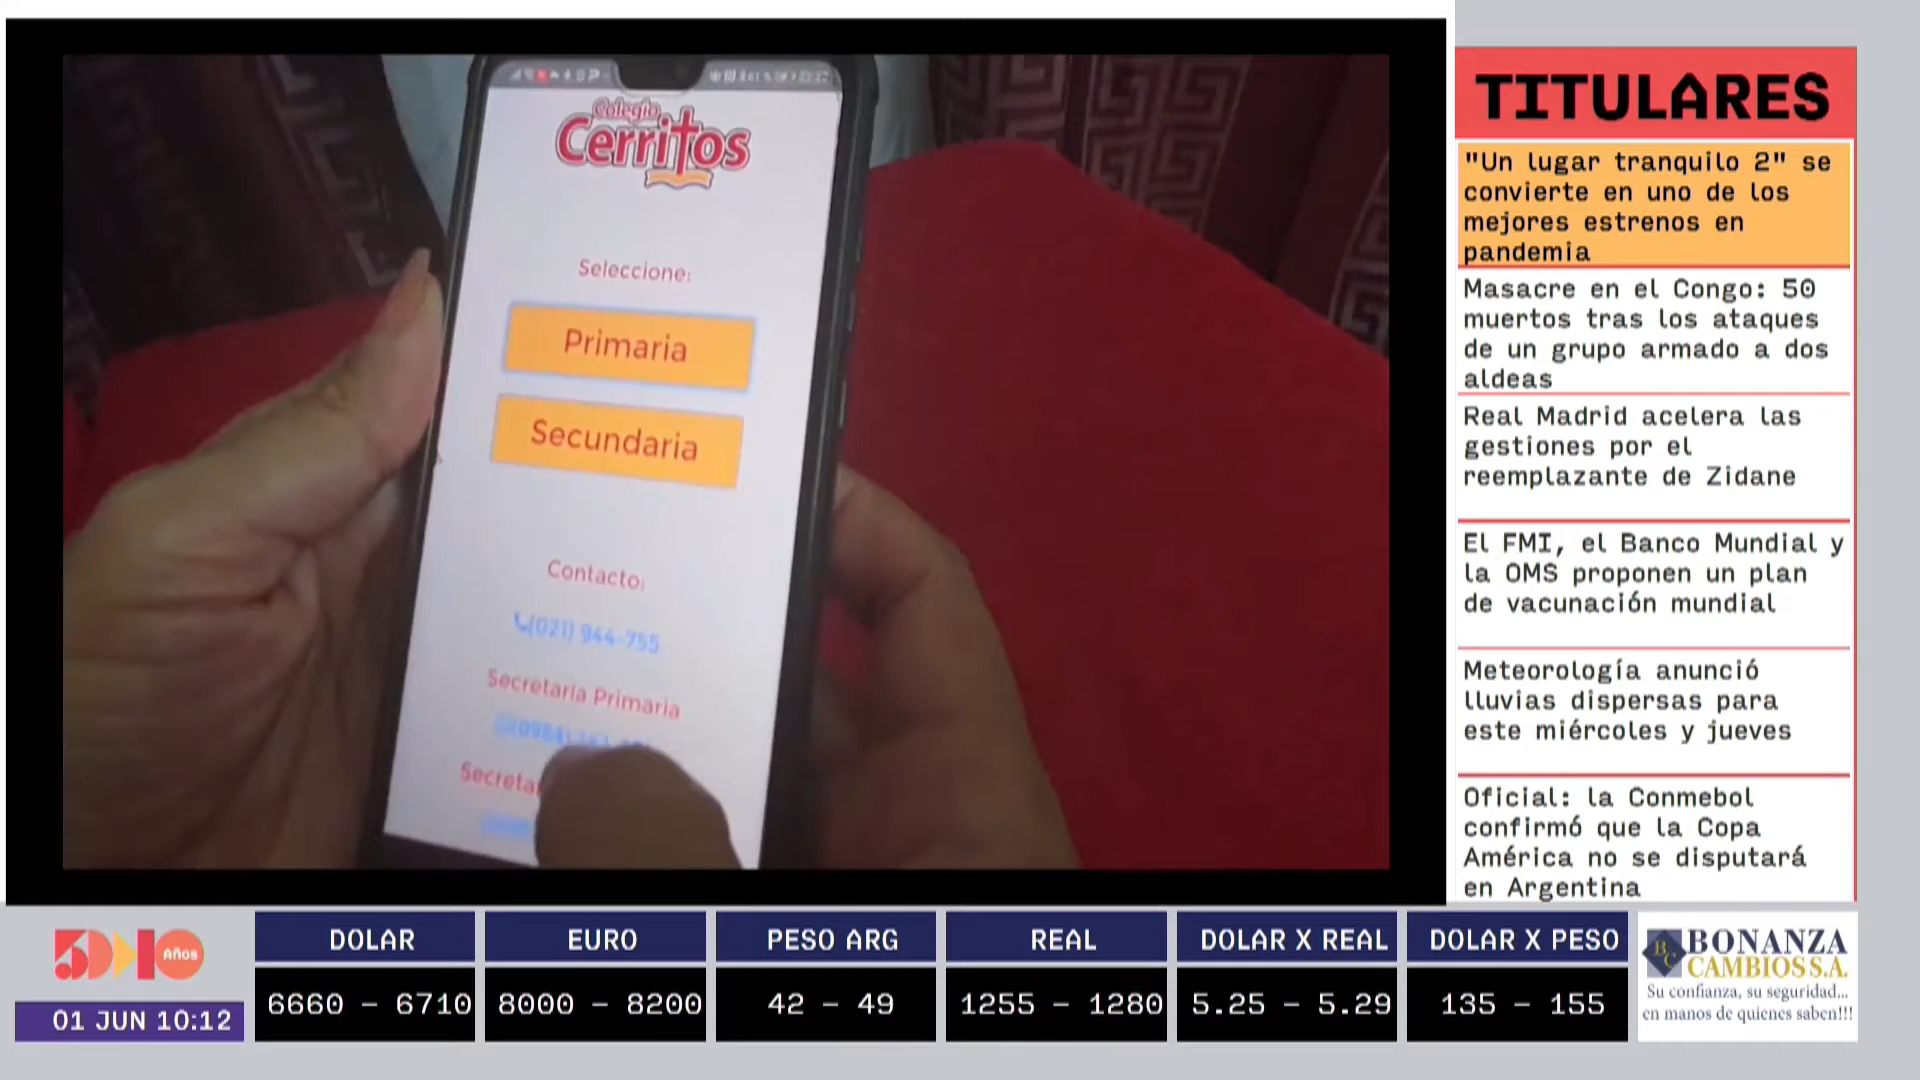 Colegio
Cerritos
Seleccione:
Primaria
Secundaria
Contacto:
(021) 944-755
Secretaría Primaria
TITULARES
"Un lugar tranquilo 2" se
convierte en uno de los
mejores estrenos en
pandemia
Masacre en el Congo: 50
muertos tras los ataques
de un grupo armado a dos
aldeas
Real Madrid acelera las
gestiones por el
reemplazante de Zidane
El FMI, el Banco Mundial y
la OMS proponen un plan
de vacunación mundial
Meteorología anunció
lluvias dispersas para
este miércoles y jueves
Oficial: la Conmebol
confirmó que la Copa
América no se disputará
en Argentina
Años
01 JUN 10:12
DOLAR
6660 - 6710
EURO
8000 - 8200
PESO ARG
42 - 49
REAL
1255 - 1280
DOLAR X REAL
5.25 - 5.29
DOLAR X PESO
135 - 155
BC
BONANZA
CAMBIOS S.A.
Su confianza, su seguridad...
en manos de quienes saben!!!